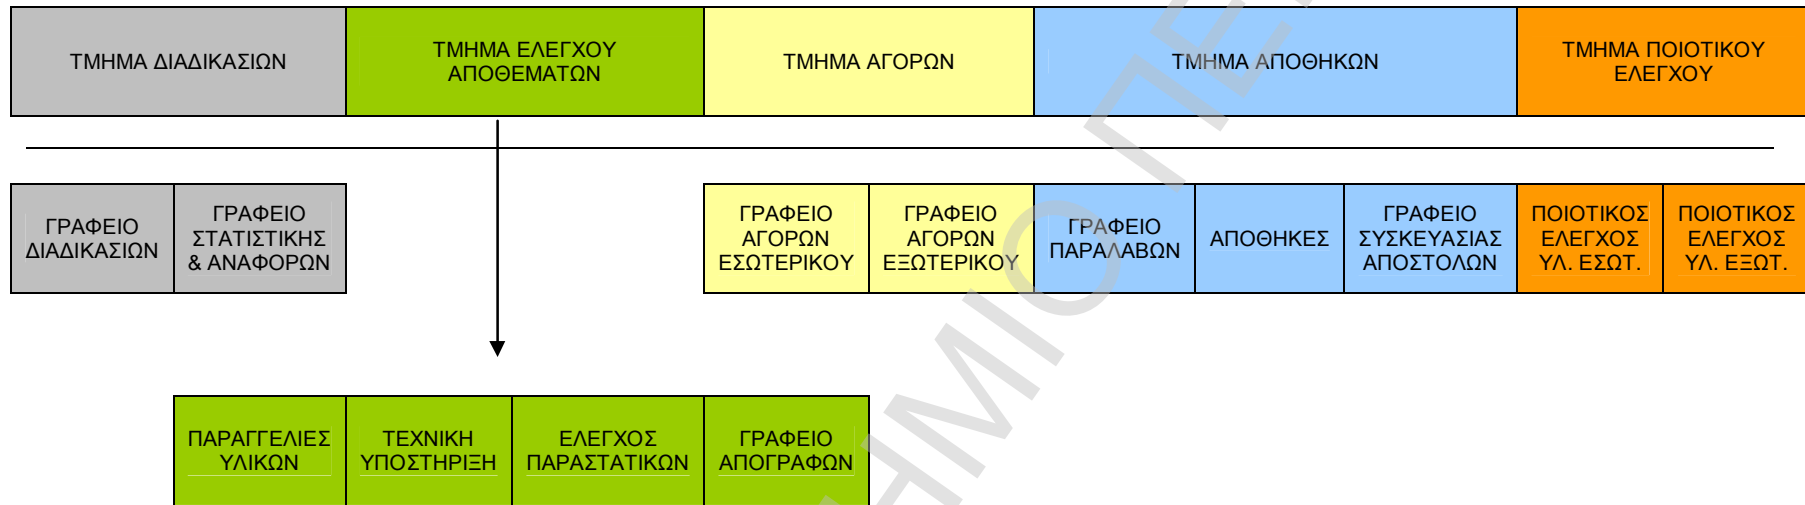 ΤΜΗΜΑ ΔΙΑΔΙΚΑΣΙΩΝ
ΤΜΗΜΑ ΕΛΕΓΧΟΥ
ΑΠΟΘΕΜΑΤΩΝ
ΤΜΗΜΑ ΑΓΟΡΩΝ
ΤΜΗΜΑ ΑΠΟΘΗΚΩΝ
ΤΜΗΜΑ ΠΟΙΟΤΙΚΟΥ
ΕΛΕΓΧΟΥ
ΓΡΑΦΕΙΟ
ΔΙΑΔΙΚΑΣΙΩΝ
ΓΡΑΦΕΙΟ
ΣΤΑΤΙΣΤΙΚΗΣ
& ΑΝΑΦΟΡΩΝ
ΓΡΑΦΕΙΟ
ΑΓΟΡΩΝ
ΕΣΩΤΕΡΙΚΟΥ
ΓΡΑΦΕΙΟ
ΑΓΟΡΩΝ
ΕΞΩΤΕΡΙΚΟΥ
ΓΡΑΦΕΙΟ
ΠΑΡΑΛΑΒΩΝ
ΑΠΟΘΗΚΕΣ
ΓΡΑΦΕΙΟ
ΣΥΣΚΕΥΑΣΙΑΣ
ΑΠΟΣΤΟΛΩΝ
ΠΟΙΟΤΙΚΟΣ
ΕΛΕΓΧΟΣ
ΥΛ. ΕΣΩΤ.
ΠΟΙΟΤΙΚΟΣ
ΕΛΕΓΧΟΣ
ΥΛ. ΕΞΩΤ.
ΠΑΡΑΓΓΕΛΙΕΣ
ΥΛΙΚΩΝ
ΤΕΧΝΙΚΗ
ΥΠΟΣΤΗΡΙΞΗ
ΕΛΕΓΧΟΣ
ΠΑΡΑΣΤΑΤΙΚΩΝ
ΓΡΑΦΕΙΟ
ΑΠΟΓΡΑΦΩΝ